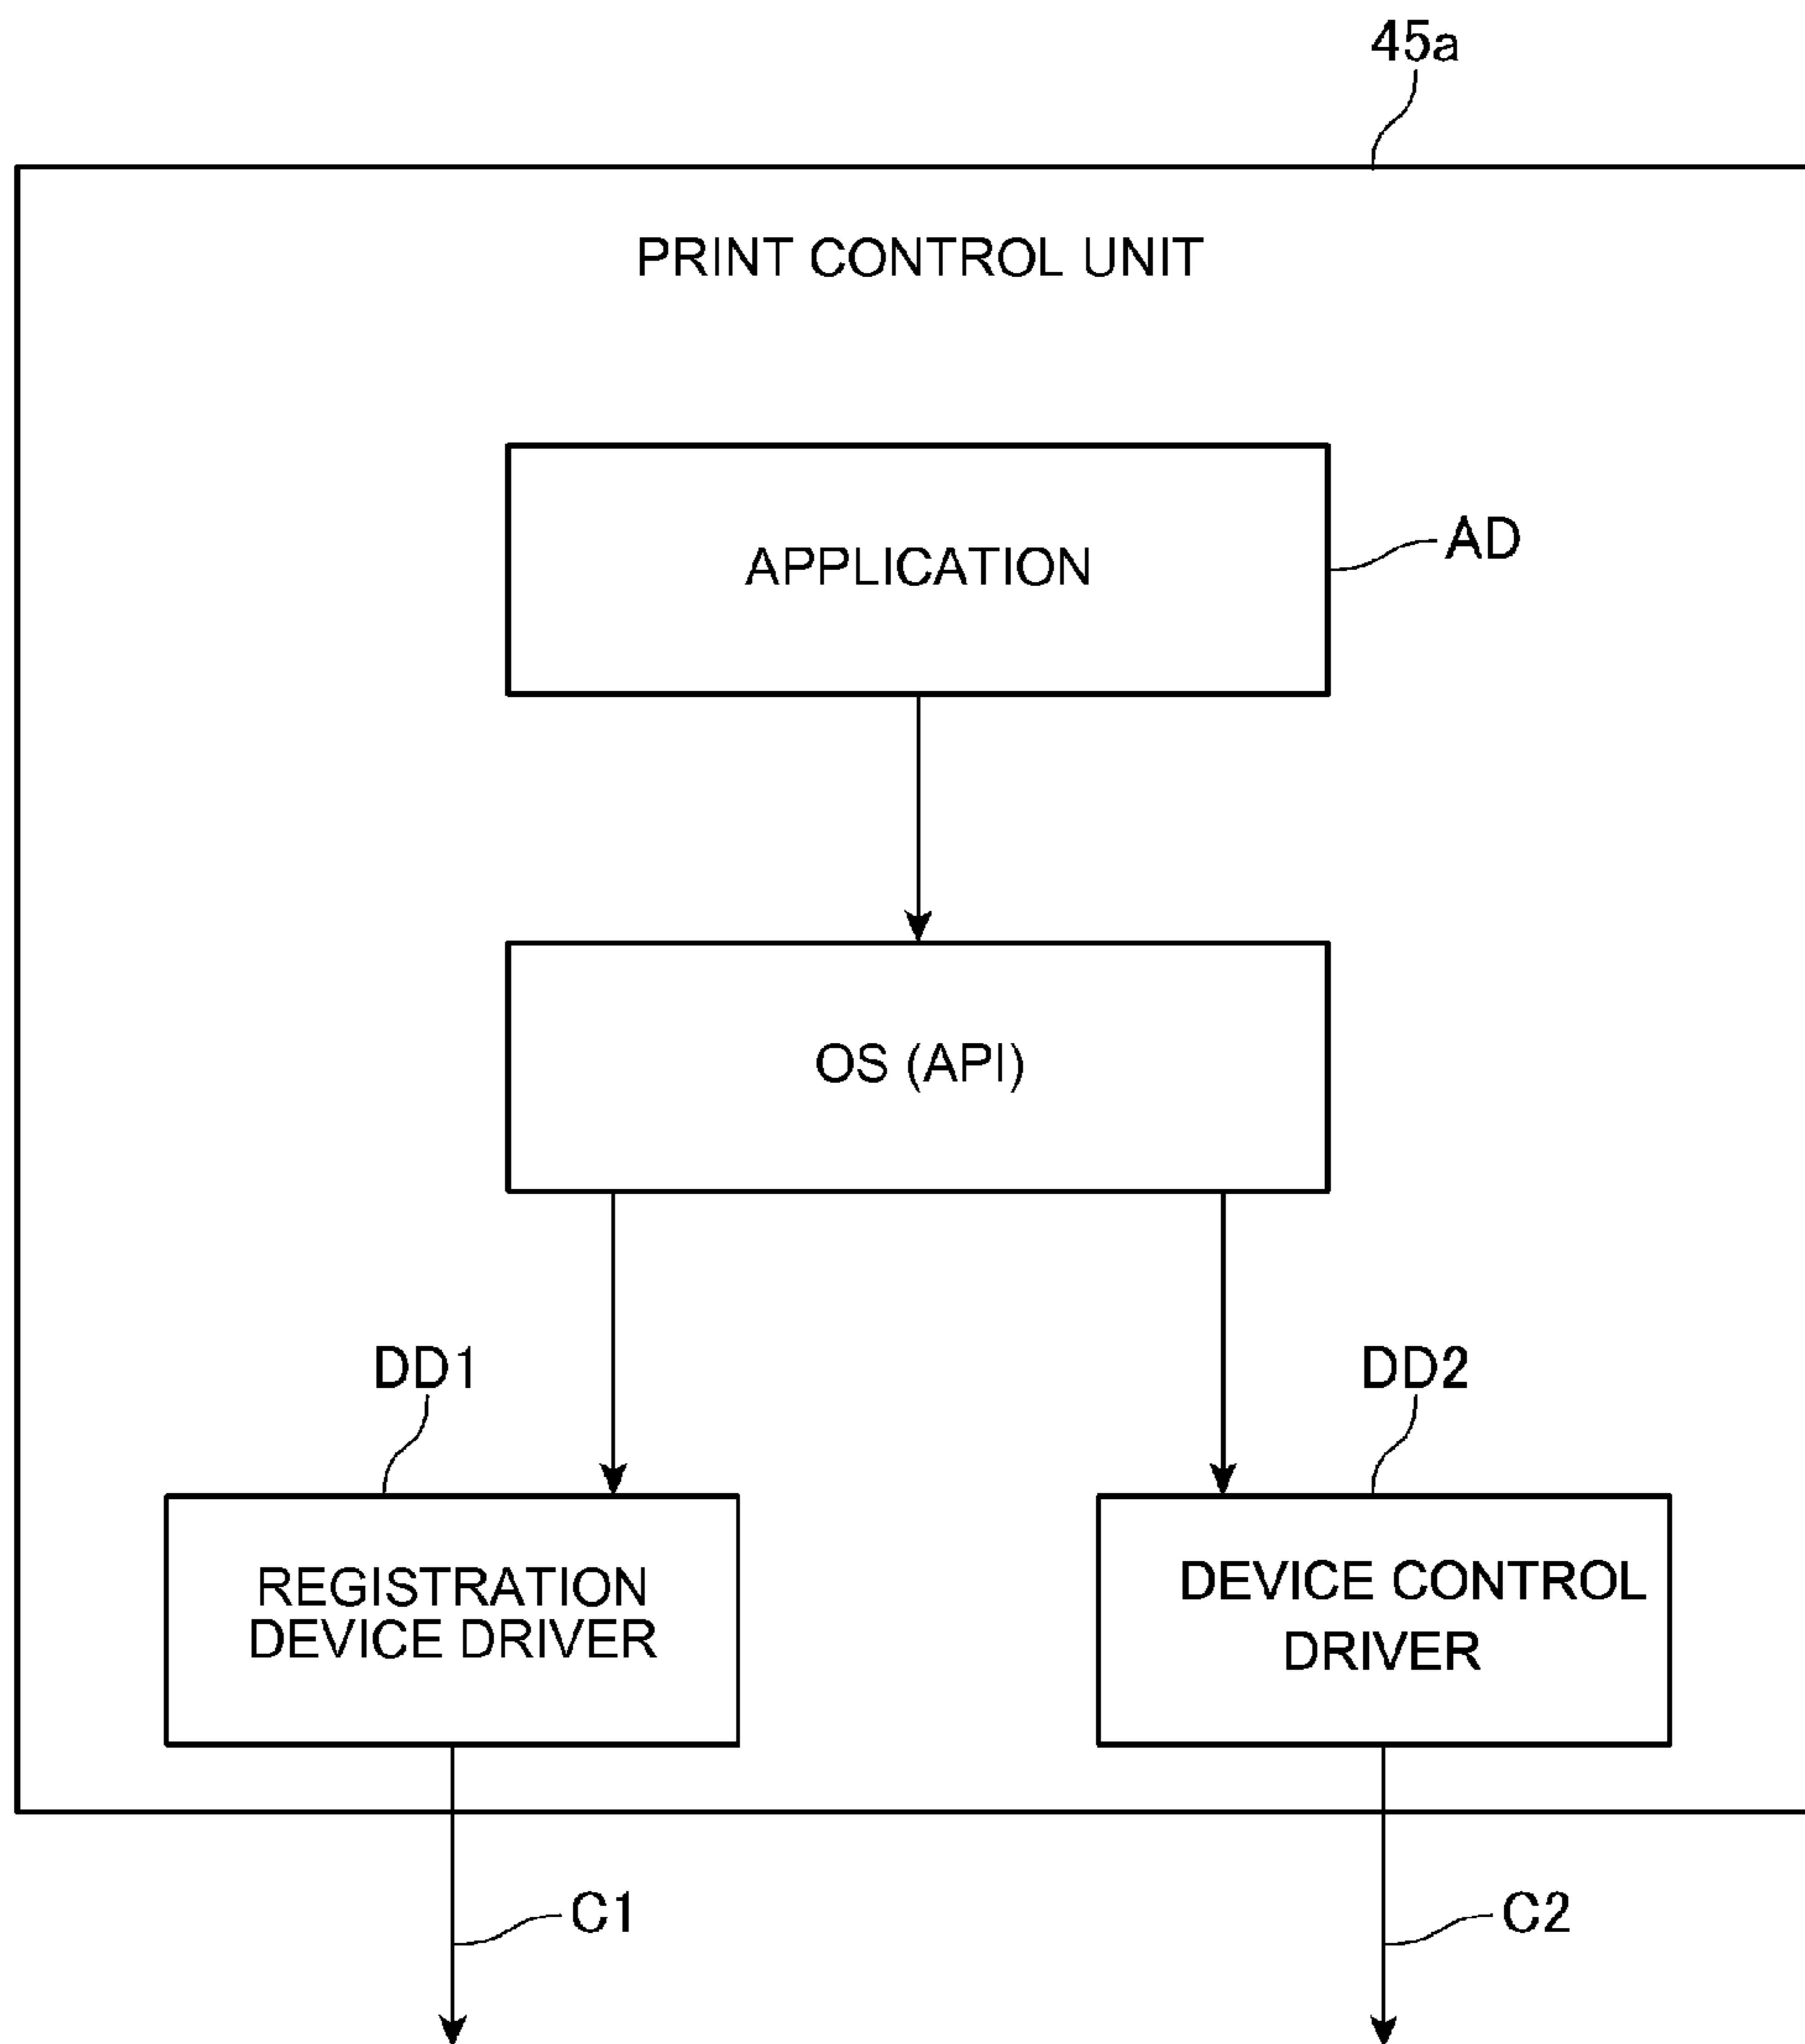 45a
PRINT CONTROL UNIT
APPLICATION
AD
OS (API)
DD1
DD2
REGISTRATION
DEVICE DRIVER
DEVICE CONTROL
DRIVER
C1
C2